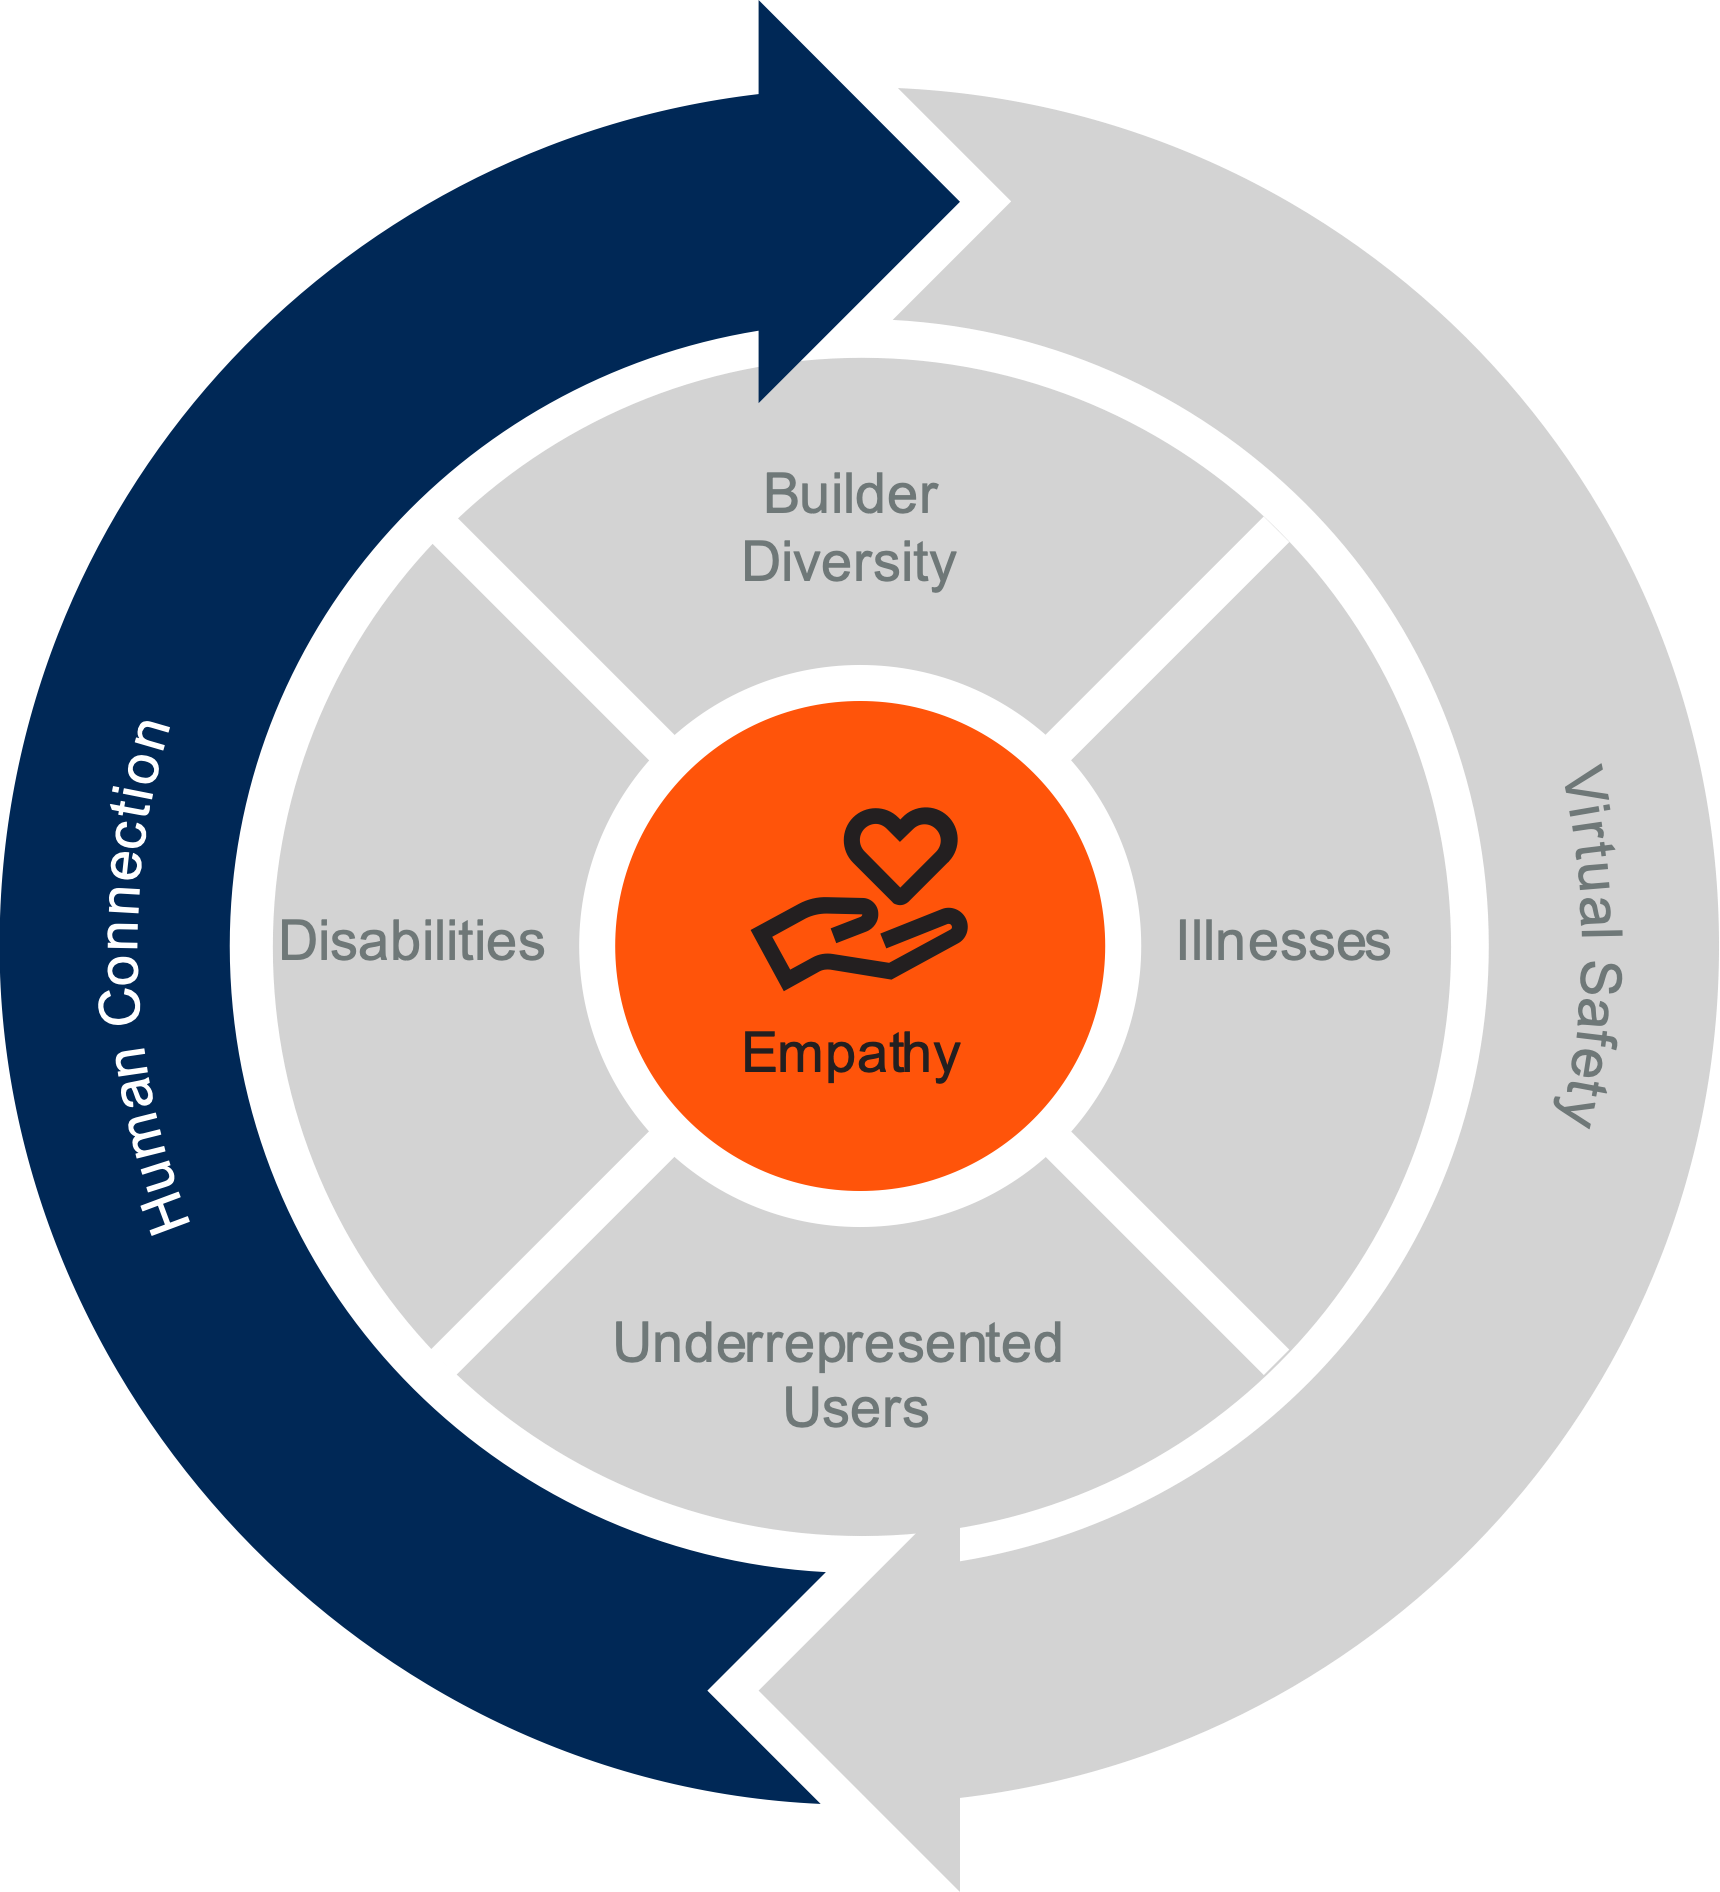 Builder
Diversity
Human Connection
Virtual Safety
Disabilities
Illnesses
Empathy
Underrepresented
Users